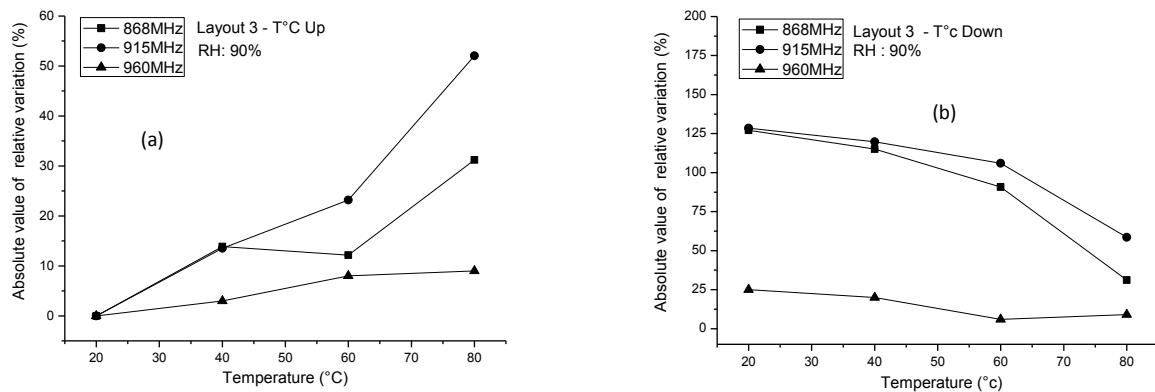 868MHz
915MHz
960MHz
Layout 3 - T°C Up
RH: 90%
(a)
60
50
40
30
20
10
0
20 30 40 50 60 70 80
Temperature (°C)
Absolute value of relative variation (%)
868MHz
915MHz
960MHz
Layout 3 - T°c Down
RH : 90%
(b)
200
175
150
125
100
75
50
25
0
20 30 40 50 60 70 80
Temperature (°c)
Absolute value of relative variation (%)